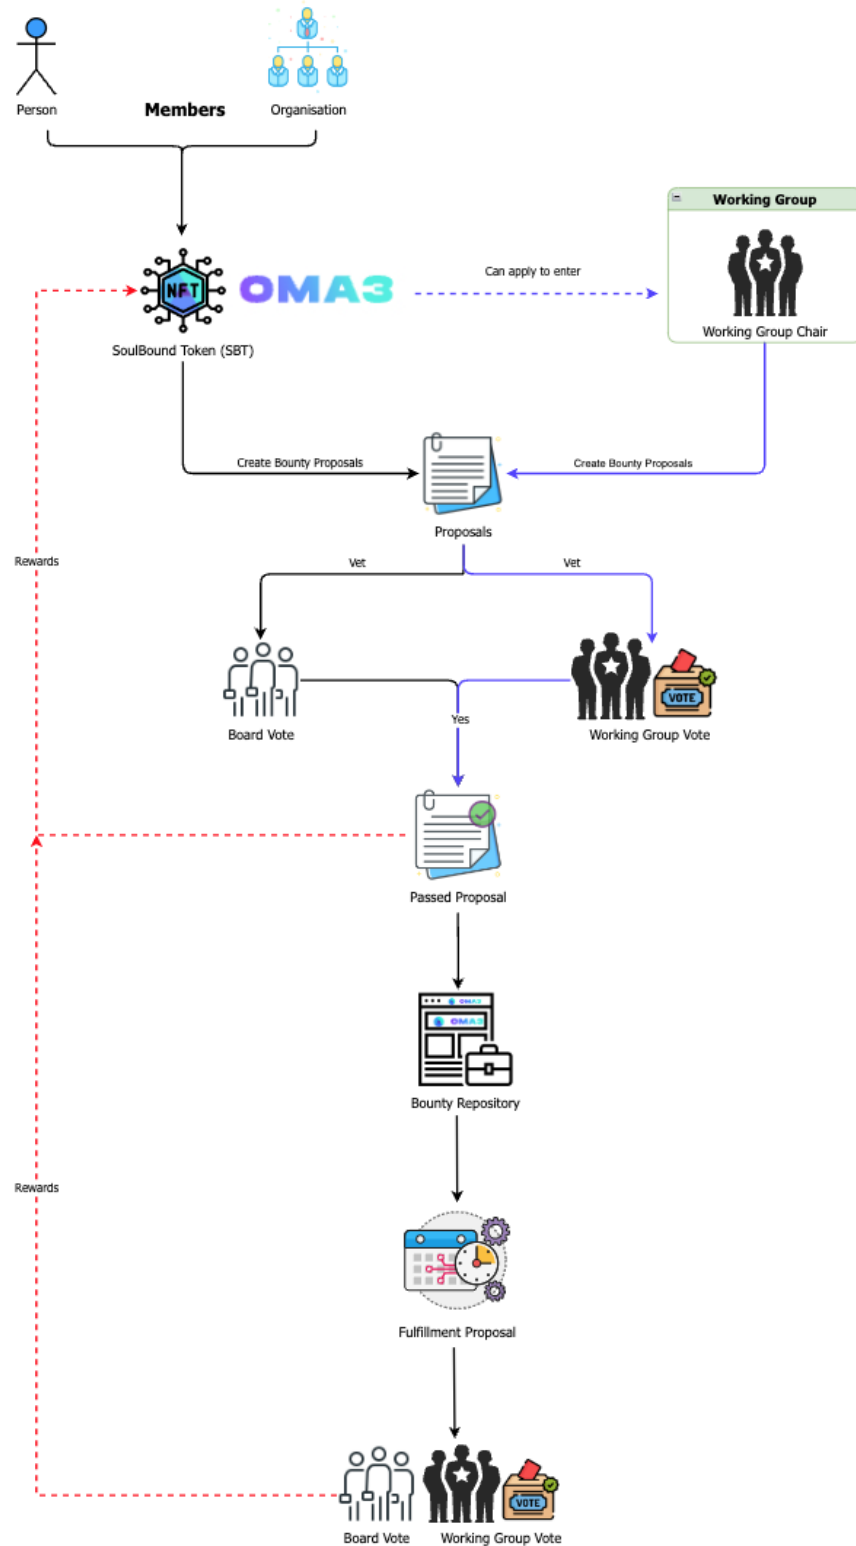 Person
Members
Organisation
Working Group
NFT
OMA3
Can apply to enter
Working Group Chair
SoulBound Token (SBT)
Create Bounty Proposals
Create Bounty Proposals
Proposals
Rewards
Vet
Vet
VOTE
Board Vote
Yes
Working Group Vote
Passed Proposal
OMA3
OMA3
Bounty Repository
Rewards
Fulfillment Proposal
VOTE
Board Vote
Working Group Vote